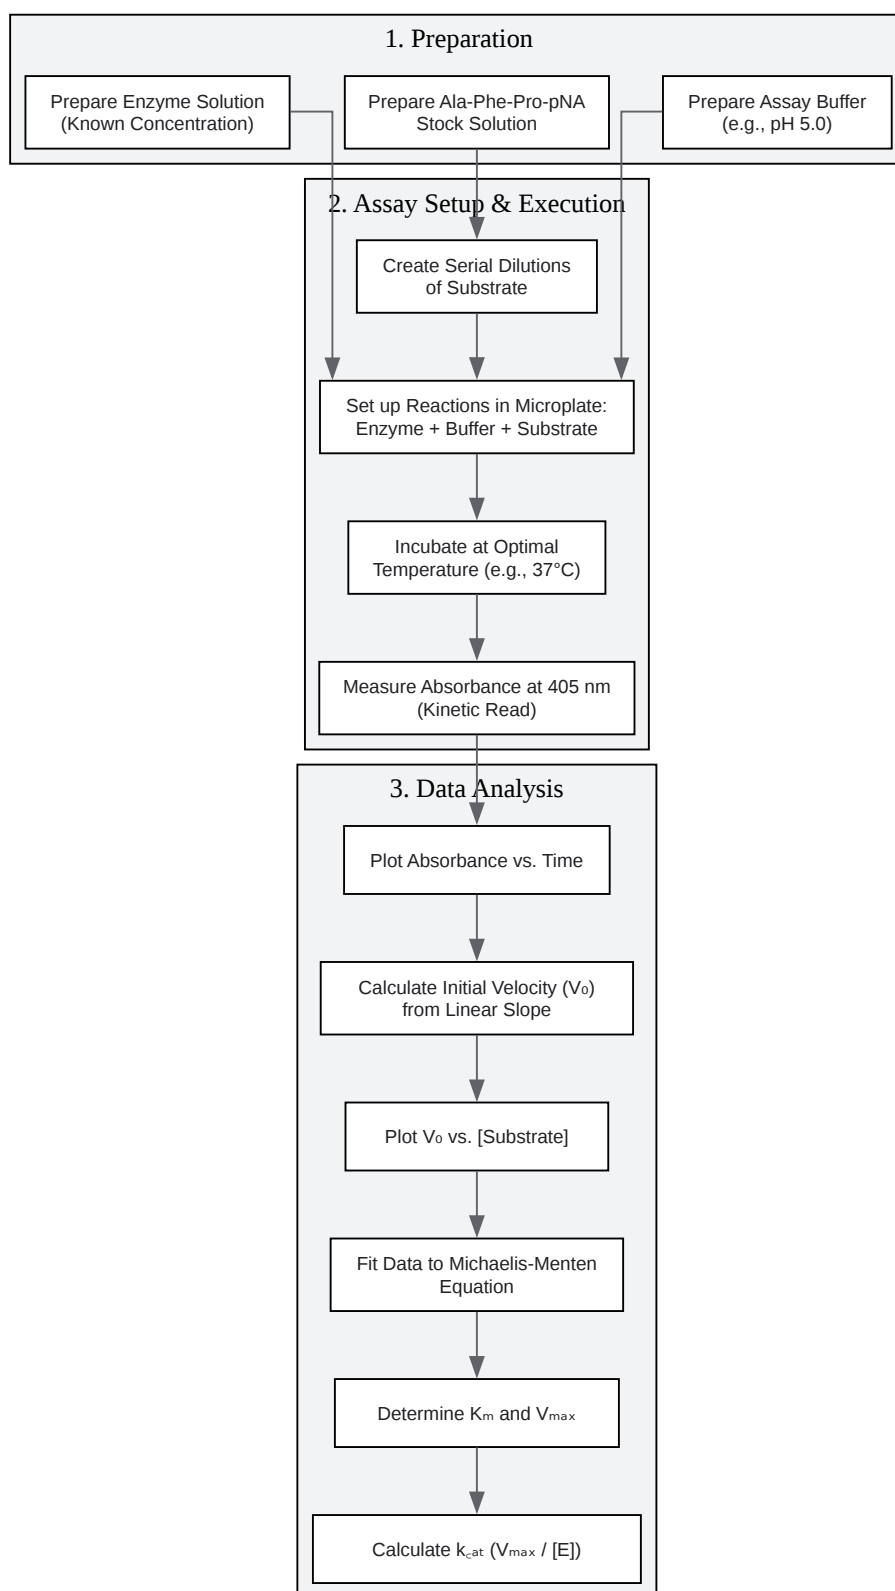 1. Preparation
Prepare Enzyme Solution
(Known Concentration)
Prepare Ala-Phe-Pro-pNA
Stock Solution
Prepare Assay Buffer
(e.g., pH 5.0)
2. Assay Setup & Execution
Create Serial Dilutions
of Substrate
Set up Reactions in Microplate:
Enzyme + Buffer + Substrate
Incubate at Optimal
Temperature (e.g., 37°C)
Measure Absorbance at 405 nm
(Kinetic Read)
3. Data Analysis
Plot Absorbance vs. Time
Calculate Initial Velocity (V₀)
from Linear Slope
Plot V₀ vs. [Substrate]
Fit Data to Michaelis-Menten
Equation
Determine Kₘ and Vₘₐₓ
Calculate k꜀ₐₜ (Vₘₐₓ / [E])